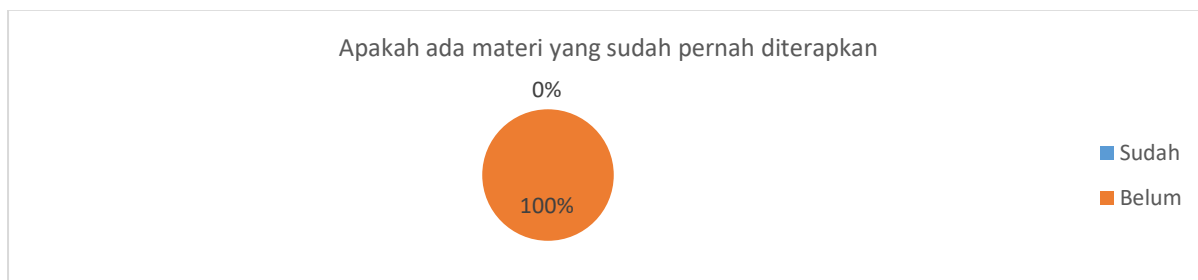 Apakah ada materi yang sudah pernah diterapkan
0%
100%
Sudah
Belum